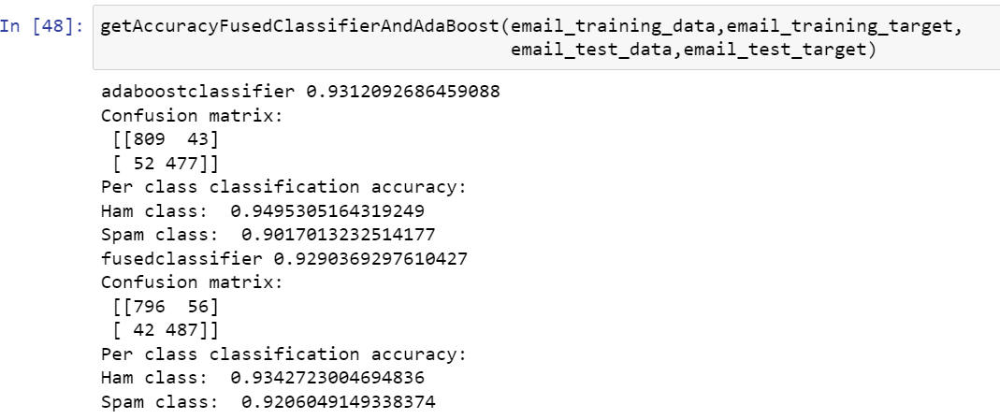 In [48]: getAccuracyFusedClassifierAndAdaBoost(email_training_data,email_training_target,
email_test_data,email_test_target)
adaboostclassifier 0.9312092686459088
Confusion matrix:
[[809  43]
[ 52 477]]
Per class classification accuracy:
Ham class:  0.9495305164319249
Spam class:  0.9017013232514177
fusedclassifier 0.9290369297610427
Confusion matrix:
[[796  56]
[ 42 487]]
Per class classification accuracy:
Ham class:  0.9342723004694836
Spam class:  0.9206049149338374